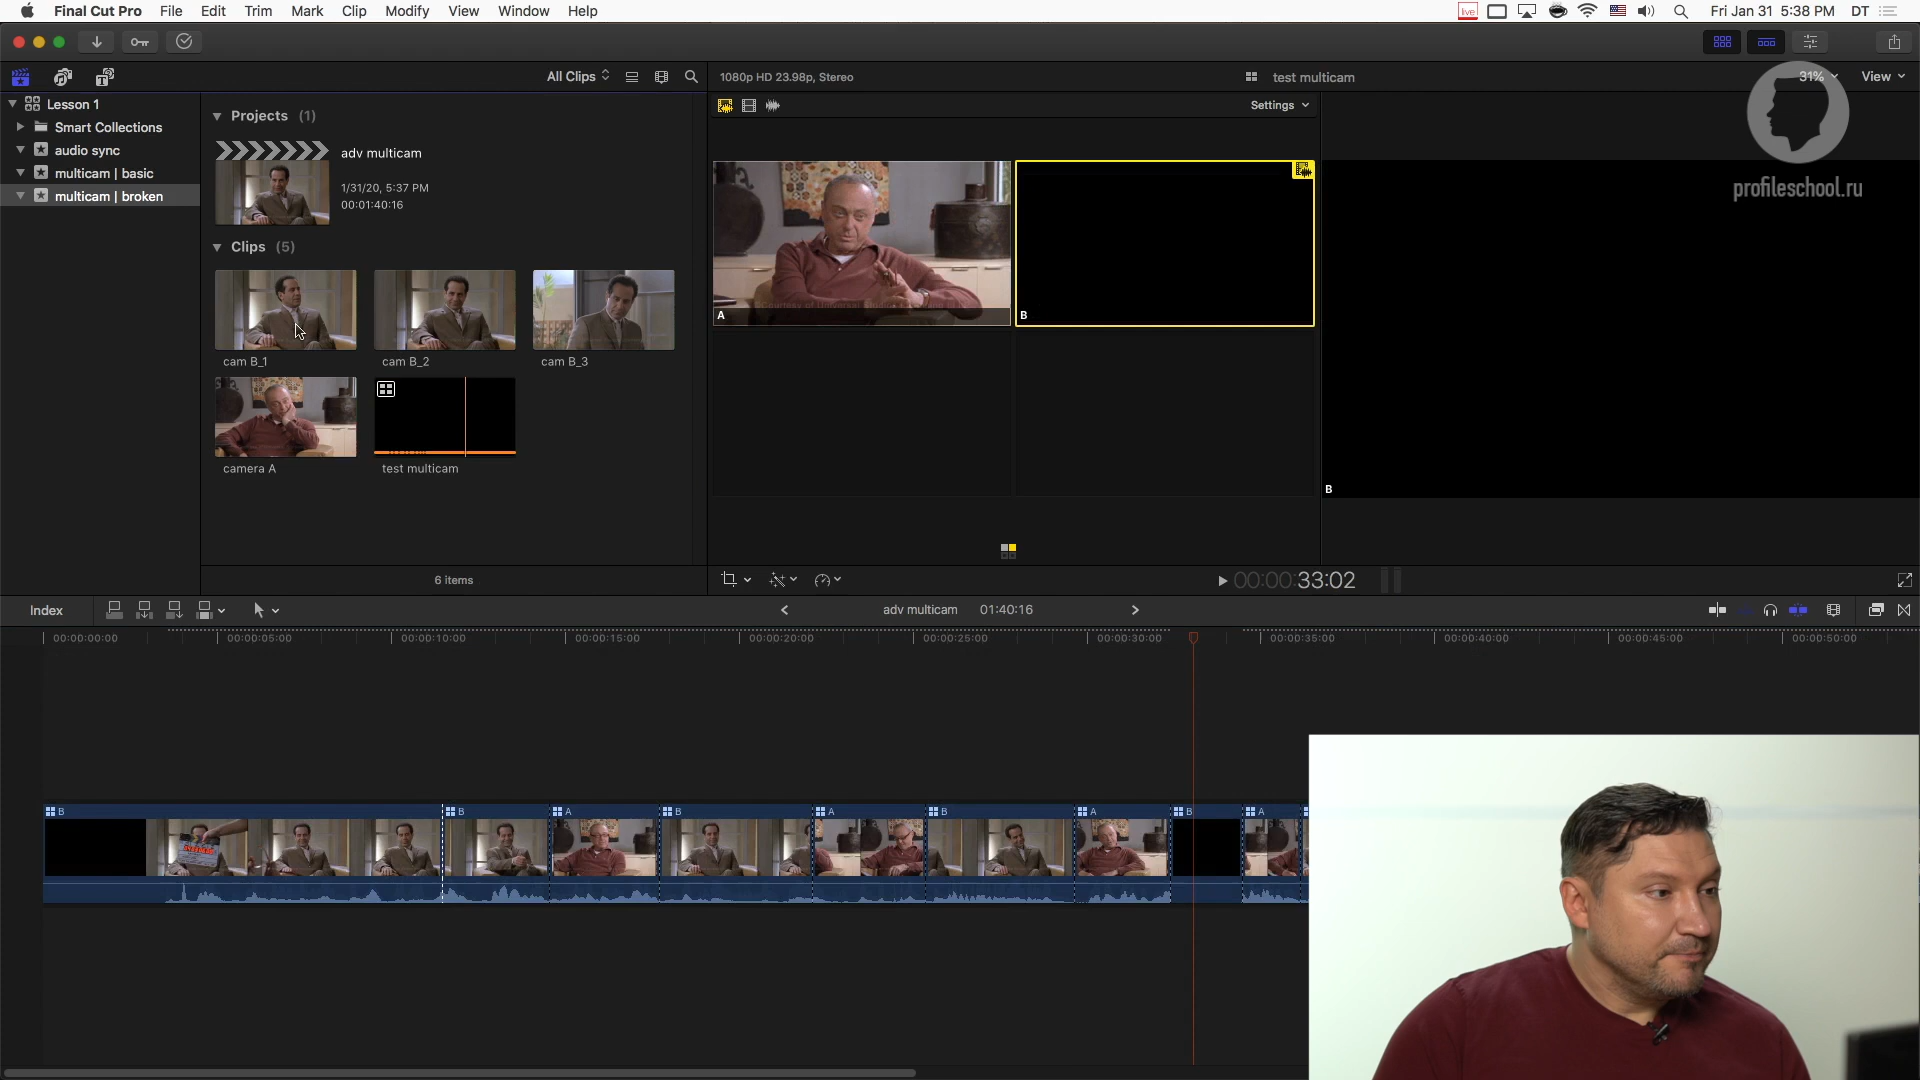 Final Cut Pro File Edit Trim Mark Clip Modify View Window Help
live Fri Jan 31 5:38 PM DT
All Clips
1080p HD 23.98p, Stereo
test multicam
31%
View
Lesson 1
Smart Collections
audio sync
multicam | basic
multicam | broken
Projects (1)
adv multicam
1/31/20, 5:37 PM
00:01:40:16
Clips (5)
cam B_1
cam B_2
cam B_3
camera A
test multicam
6 items
Settings
A
B
B
profileschool.ru
00:00:33:02
Index
adv multicam 01:40:16
00:00:00:00 00:00:05:00 00:00:10:00 00:00:15:00 00:00:20:00 00:00:25:00 00:00:30:00 00:00:35:00 00:00:40:00 00:00:45:00 00:00:50:00
B B A B A B A B A